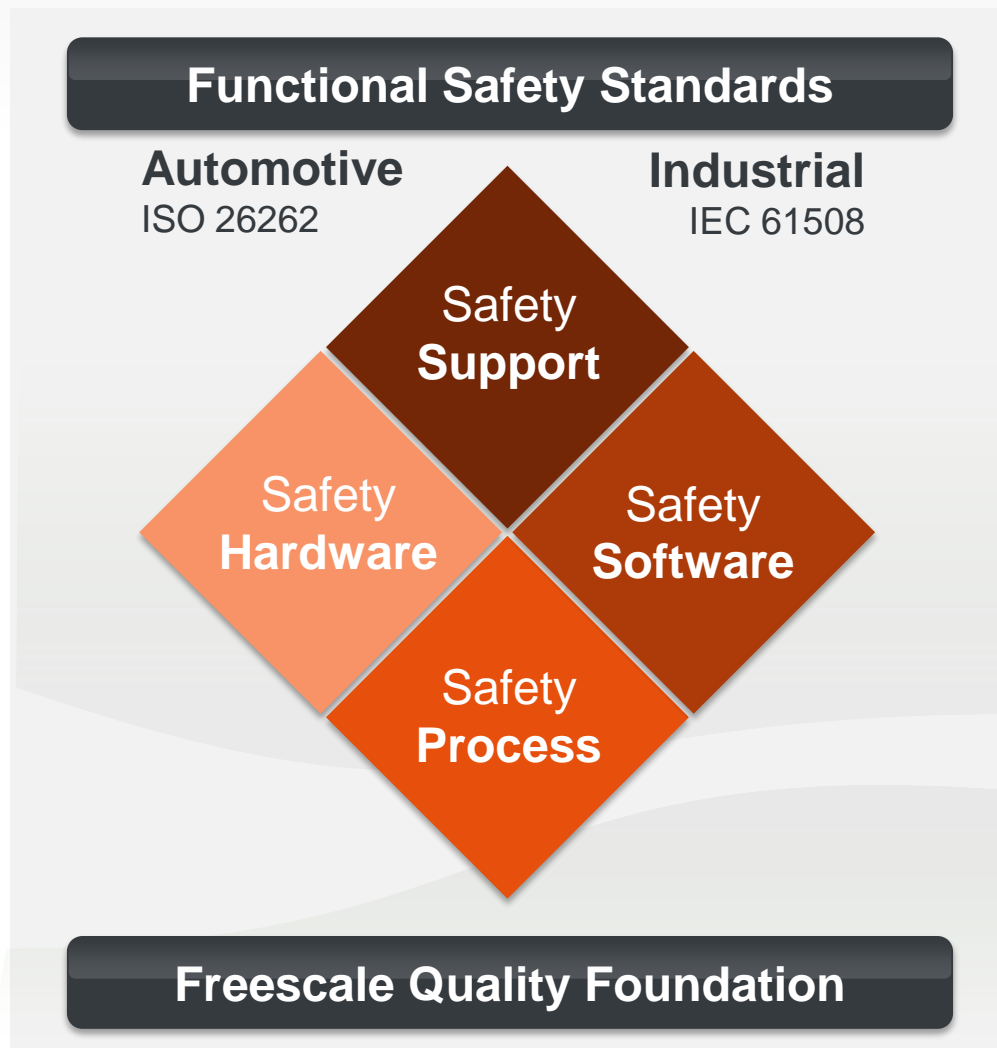 Functional Safety Standards
Automotive
ISO 26262
Industrial
IEC 61508
Safety
Support
Safety
Hardware
Safety
Software
Safety
Process
Freescale Quality Foundation